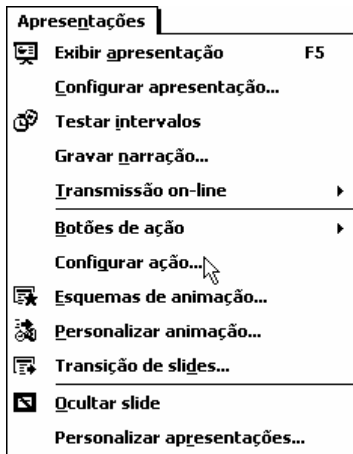 Apresentações
Exibir apresentação F5
Configurar apresentação...
Testar intervalos
Gravar narração...
Transmissão on-line
Botões de ação
Configurar ação...
Esquemas de animação...
Personalizar animação...
Transição de slides...
Ocultar slide
Personalizar apresentações...